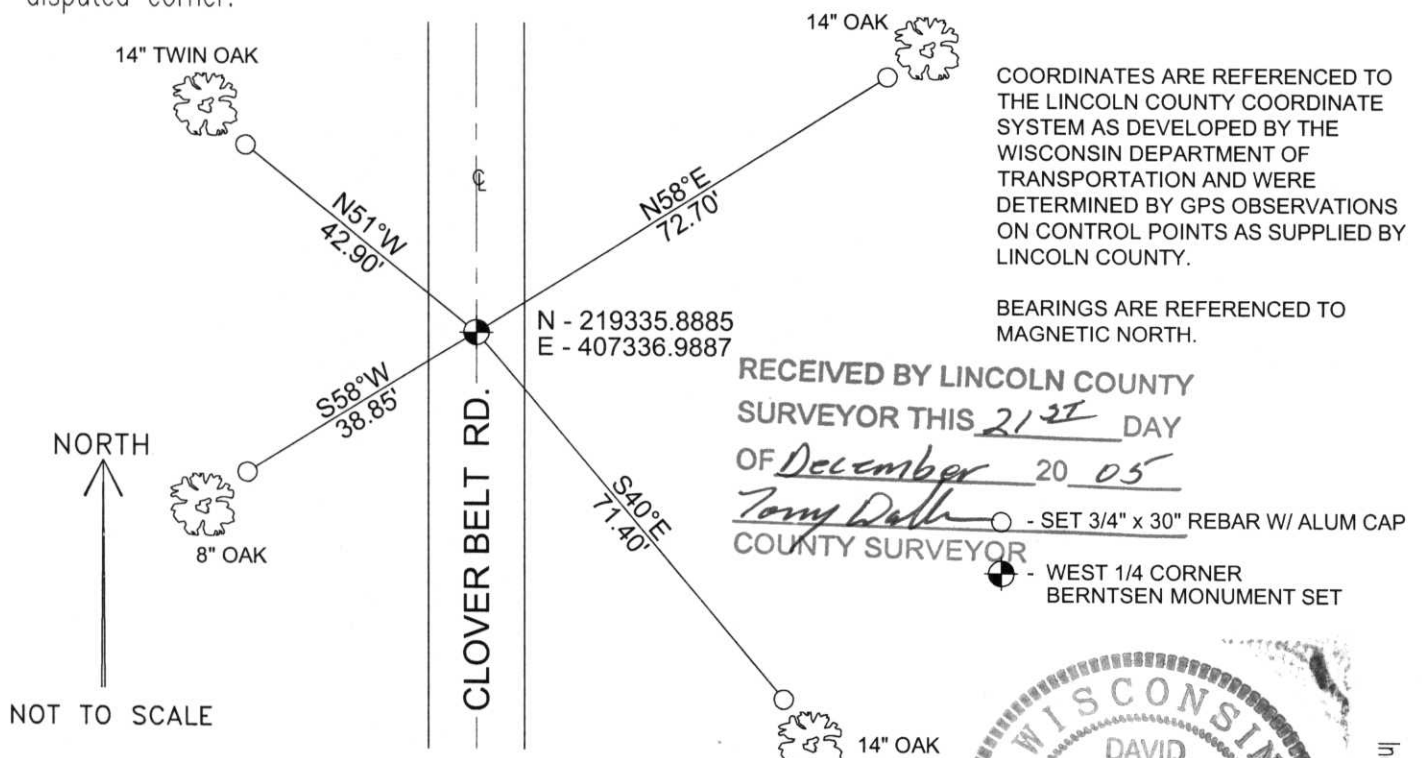 disputed corner.
14" TWIN OAK
14" OAK
COORDINATES ARE REFERENCED TO
THE LINCOLN COUNTY COORDINATE
SYSTEM AS DEVELOPED BY THE
WISCONSIN DEPARTMENT OF
TRANSPORTATION AND WERE
DETERMINED BY GPS OBSERVATIONS
ON CONTROL POINTS AS SUPPLIED BY
LINCOLN COUNTY.
BEARINGS ARE REFERENCED TO
MAGNETIC NORTH.
℄
N51°W
42.90'
N58°E
72.70'
N - 219335.8885
E - 407336.9887
S58°W
38.85'
S40°E
71.40'
CLOVER BELT RD.
NORTH
NOT TO SCALE
8" OAK
14" OAK
RECEIVED BY LINCOLN COUNTY
SURVEYOR THIS 21ST DAY
OF December 20 05
Tony
COUNTY SURVEYOR
- SET 3/4" x 30" REBAR W/ ALUM CAP
- WEST 1/4 CORNER
BERNTSEN MONUMENT SET
WISCONSIN
DAVID